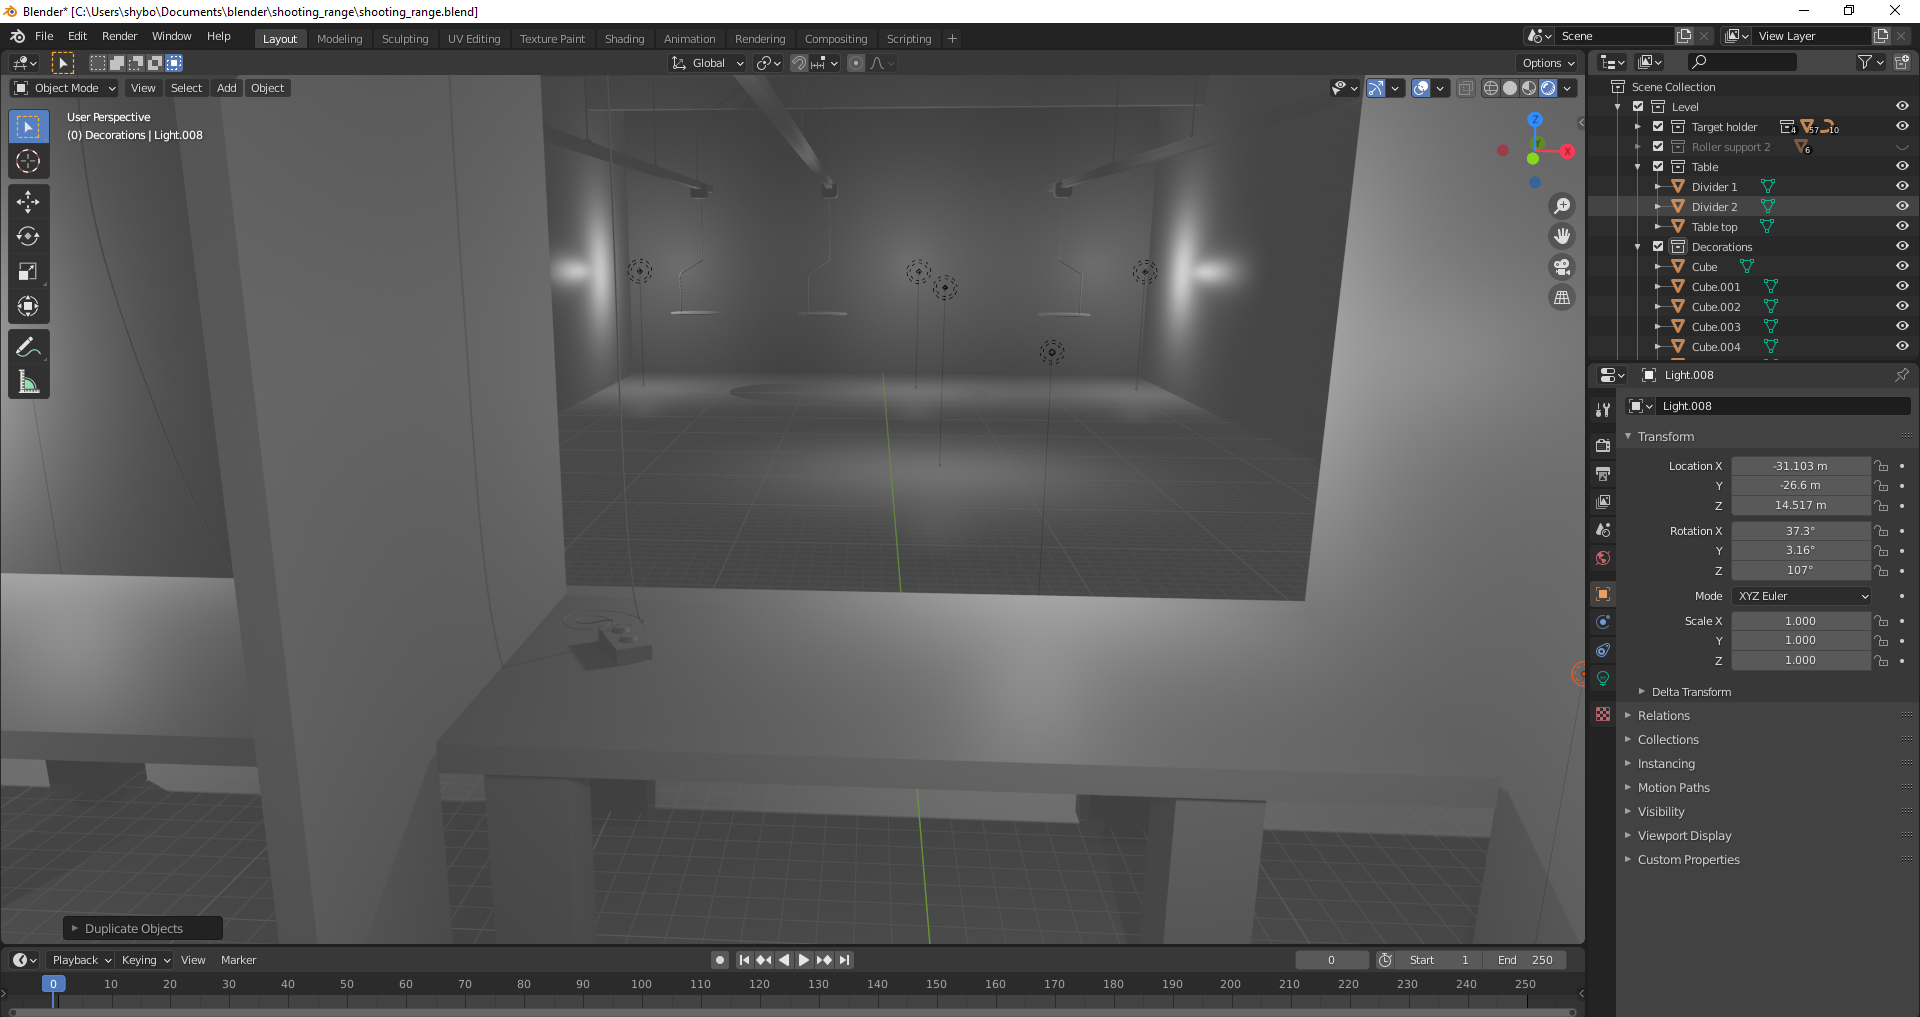 Blender* [C:\Users\shybo\Documents\blender\shooting_range\shooting_range.blend]
File Edit Render Window Help
Layout Modeling Sculpting UV Editing Texture Paint Shading Animation Rendering Compositing Scripting
Scene
View Layer
Global
Options
Object Mode View Select Add Object
User Perspective
(0) Decorations | Light.008
Z
X
Scene Collection
Level
Target holder 4 57 10
Roller support 2 6
Table
Divider 1
Divider 2
Table top
Decorations
Cube
Cube.001
Cube.002
Cube.003
Cube.004
Light.008
Light.008
Transform
Location X -31.103 m
Y -26.6 m
Z 14.517 m
Rotation X 37.3°
Y 3.16°
Z 107°
Mode XYZ Euler
Scale X 1.000
Y 1.000
Z 1.000
Delta Transform
Relations
Collections
Instancing
Motion Paths
Visibility
Viewport Display
Custom Properties
Duplicate Objects
Playback Keying View Marker
0
Start 1
End 250
0 10 20 30 40 50 60 70 80 90 100 110 120 130 140 150 160 170 180 190 200 210 220 230 240 250